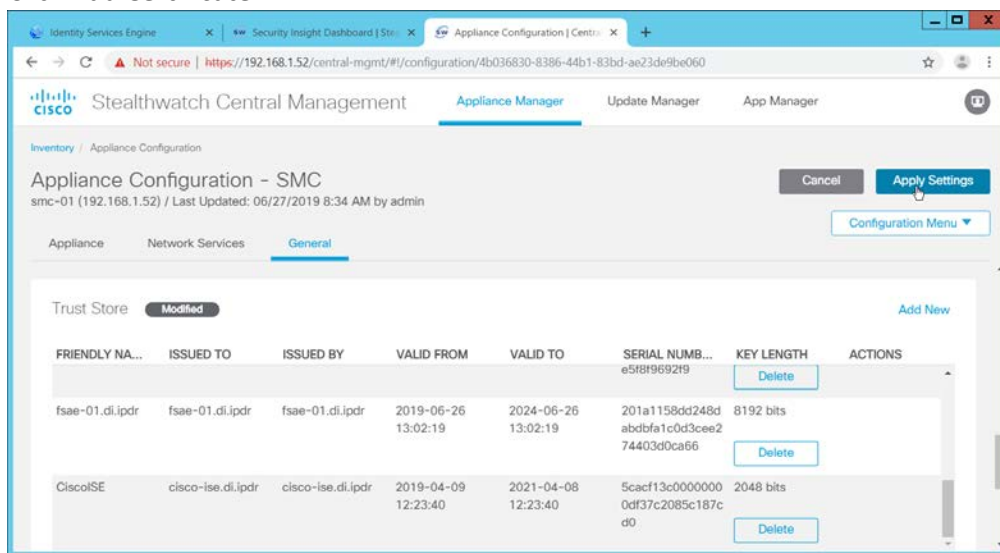 Identity Services Engine
Security Insight Dashboard | Ste
Appliance Configuration | Centr
Not secure | https://192.168.1.52/central-mgmt/#!/configuration/4b036830-8386-44b1-83bd-ae23de9be060
cisco
Stealthwatch Central Management
Appliance Manager
Update Manager
App Manager
Inventory / Appliance Configuration
Appliance Configuration - SMC
Cancel
Apply Settings
smc-01 (192.168.1.52) / Last Updated: 06/27/2019 8:34 AM by admin
Configuration Menu ▼
Appliance
Network Services
General
Trust Store
Modified
Add New
FRIENDLY NA... ISSUED TO ISSUED BY VALID FROM VALID TO SERIAL NUMB... KEY LENGTH ACTIONS
e5f8f9692f9
Delete
fsae-01.di.ipdr fsae-01.di.ipdr fsae-01.di.ipdr 2019-06-26 2024-06-26 201a1158dd248d 8192 bits
13:02:19 13:02:19 abdbfa1c0d3cee2
74403d0ca66
Delete
CiscoISE cisco-ise.di.ipdr cisco-ise.di.ipdr 2019-04-09 2021-04-08 5cacf13c0000000 2048 bits
12:23:40 12:23:40 0df37c2085c187c
d0
Delete